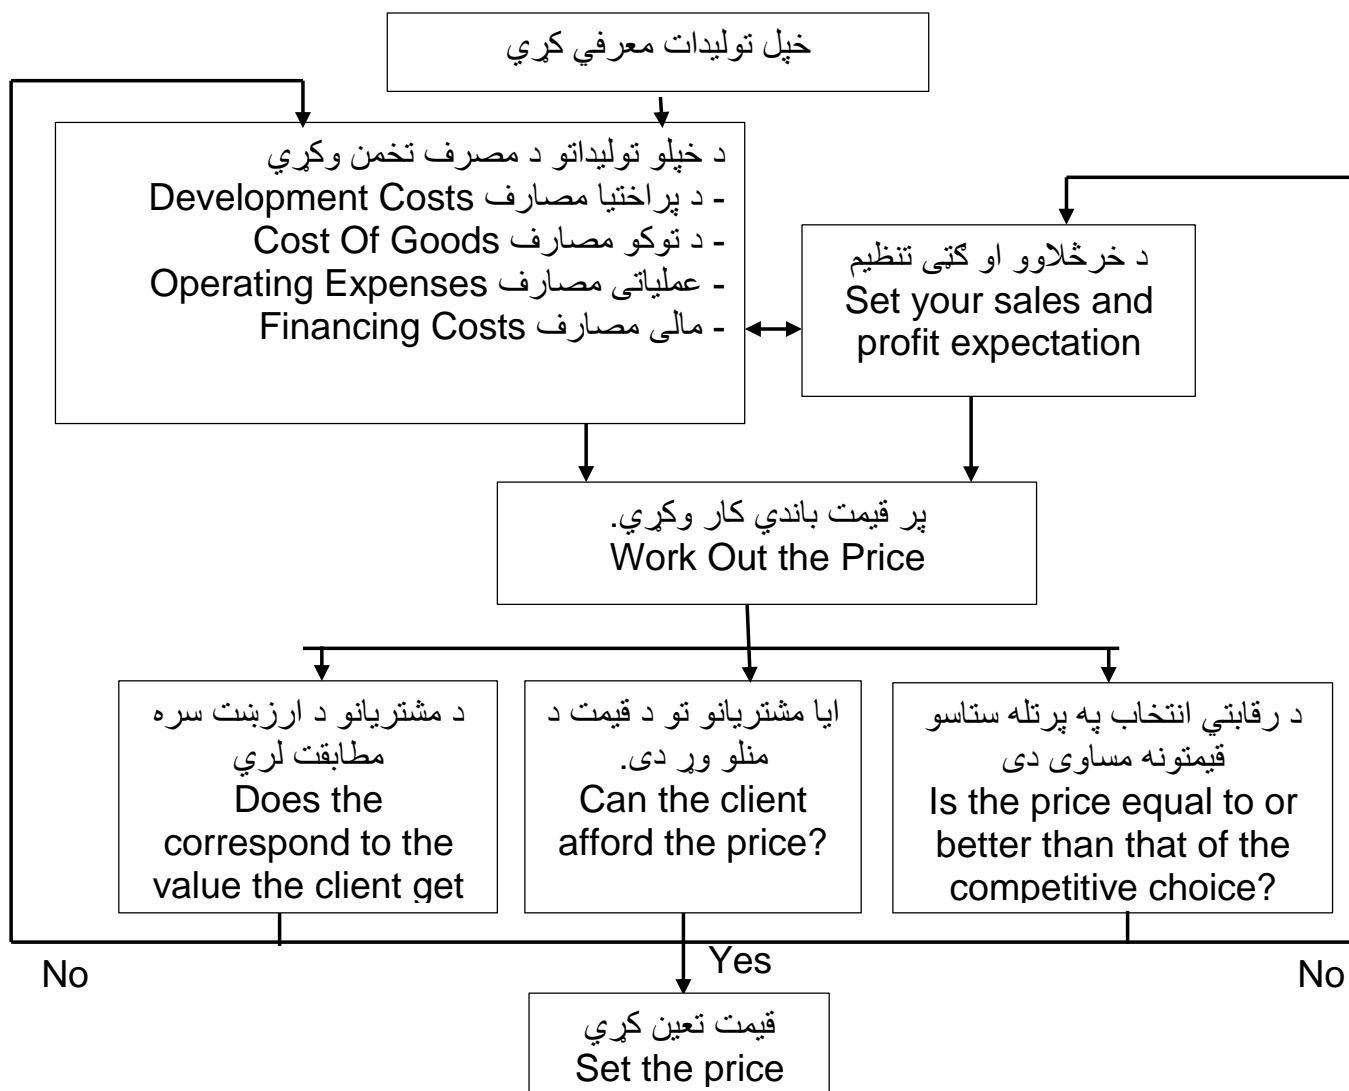 خپل تولیدات معرفي کړي
د خپلو تولیداتو د مصرف تخمن وکړي
- د پراختیا مصارف Development Costs
- د توکو مصارف Cost Of Goods
- عملیاتی مصارف Operating Expenses
- مالی مصارف Financing Costs
د خرڅلاوو او ګټی تنظیم
Set your sales and
profit expectation
پر قیمت باندي کار وکړي.
Work Out the Price
د مشتریانو د ارزښت سره
مطابقت لري
Does the
correspond to the
value the client get
ایا مشتریانو تو د قیمت د
منلو وړ دی.
Can the client
afford the price?
د رقابتي انتخاب په پرتله ستاسو
قیمتونه مساوی دی
Is the price equal to or
better than that of the
competitive choice?
No
Yes
No
قیمت تعین کړي
Set the price